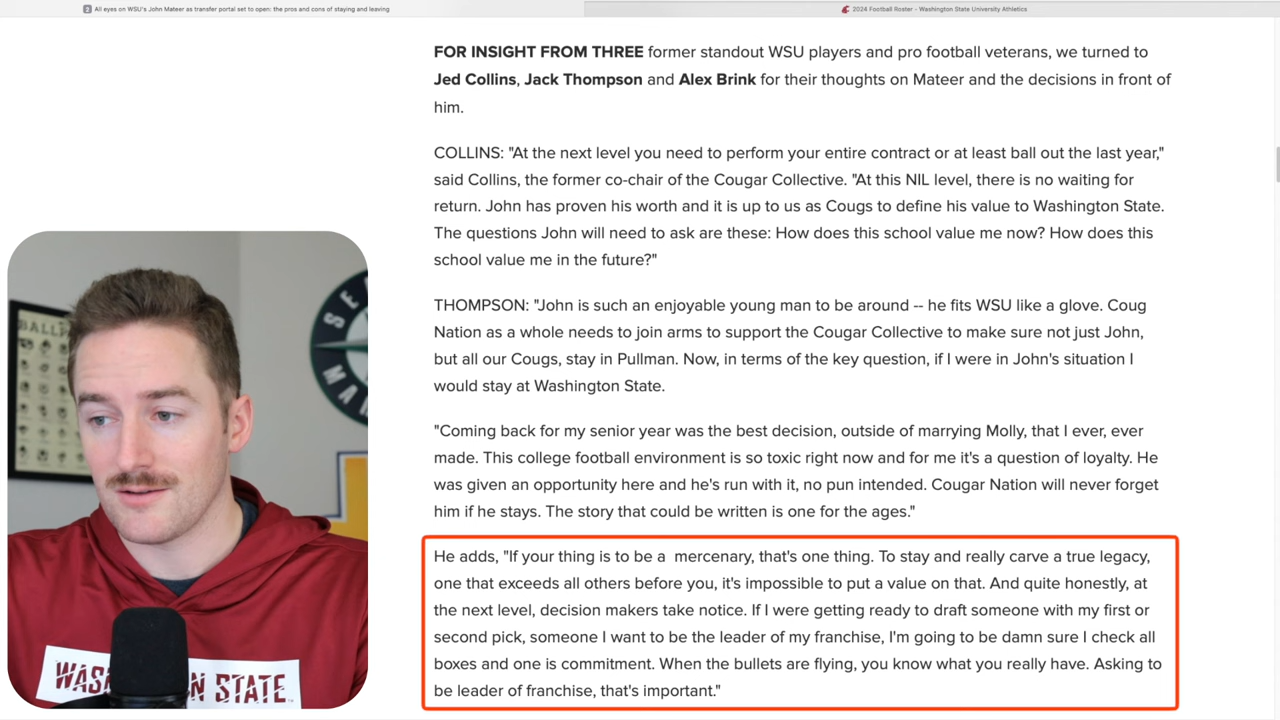 All eyes on WSU's John Mateer as transfer portal set to open: the pros and cons of staying and leaving
2024 Football Roster - Washington State University Athletics
FOR INSIGHT FROM THREE former standout WSU players and pro football veterans, we turned to
Jed Collins, Jack Thompson and Alex Brink for their thoughts on Mateer and the decisions in front of
him.
COLLINS: "At the next level you need to perform your entire contract or at least ball out the last year,"
said Collins, the former co-chair of the Cougar Collective. "At this NIL level, there is no waiting for
return. John has proven his worth and it is up to us as Cougs to define his value to Washington State.
The questions John will need to ask are these: How does this school value me now? How does this
school value me in the future?"
THOMPSON: "John is such an enjoyable young man to be around -- he fits WSU like a glove. Coug
Nation as a whole needs to join arms to support the Cougar Collective to make sure not just John,
but all our Cougs, stay in Pullman. Now, in terms of the key question, if I were in John's situation I
would stay at Washington State.
"Coming back for my senior year was the best decision, outside of marrying Molly, that I ever, ever
made. This college football environment is so toxic right now and for me it's a question of loyalty. He
was given an opportunity here and he's run with it, no pun intended. Cougar Nation will never forget
him if he stays. The story that could be written is one for the ages."
He adds, "If your thing is to be a  mercenary, that's one thing. To stay and really carve a true legacy,
one that exceeds all others before you, it's impossible to put a value on that. And quite honestly, at
the next level, decision makers take notice. If I were getting ready to draft someone with my first or
second pick, someone I want to be the leader of my franchise, I'm going to be damn sure I check all
boxes and one is commitment. When the bullets are flying, you know what you really have. Asking to
be leader of franchise, that's important."
BALLP
SE
MA
WAS N STATE